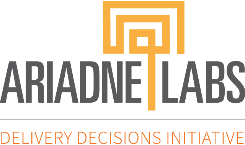 ARIADNE LABS
DELIVERY DECISIONS INITIATIVE